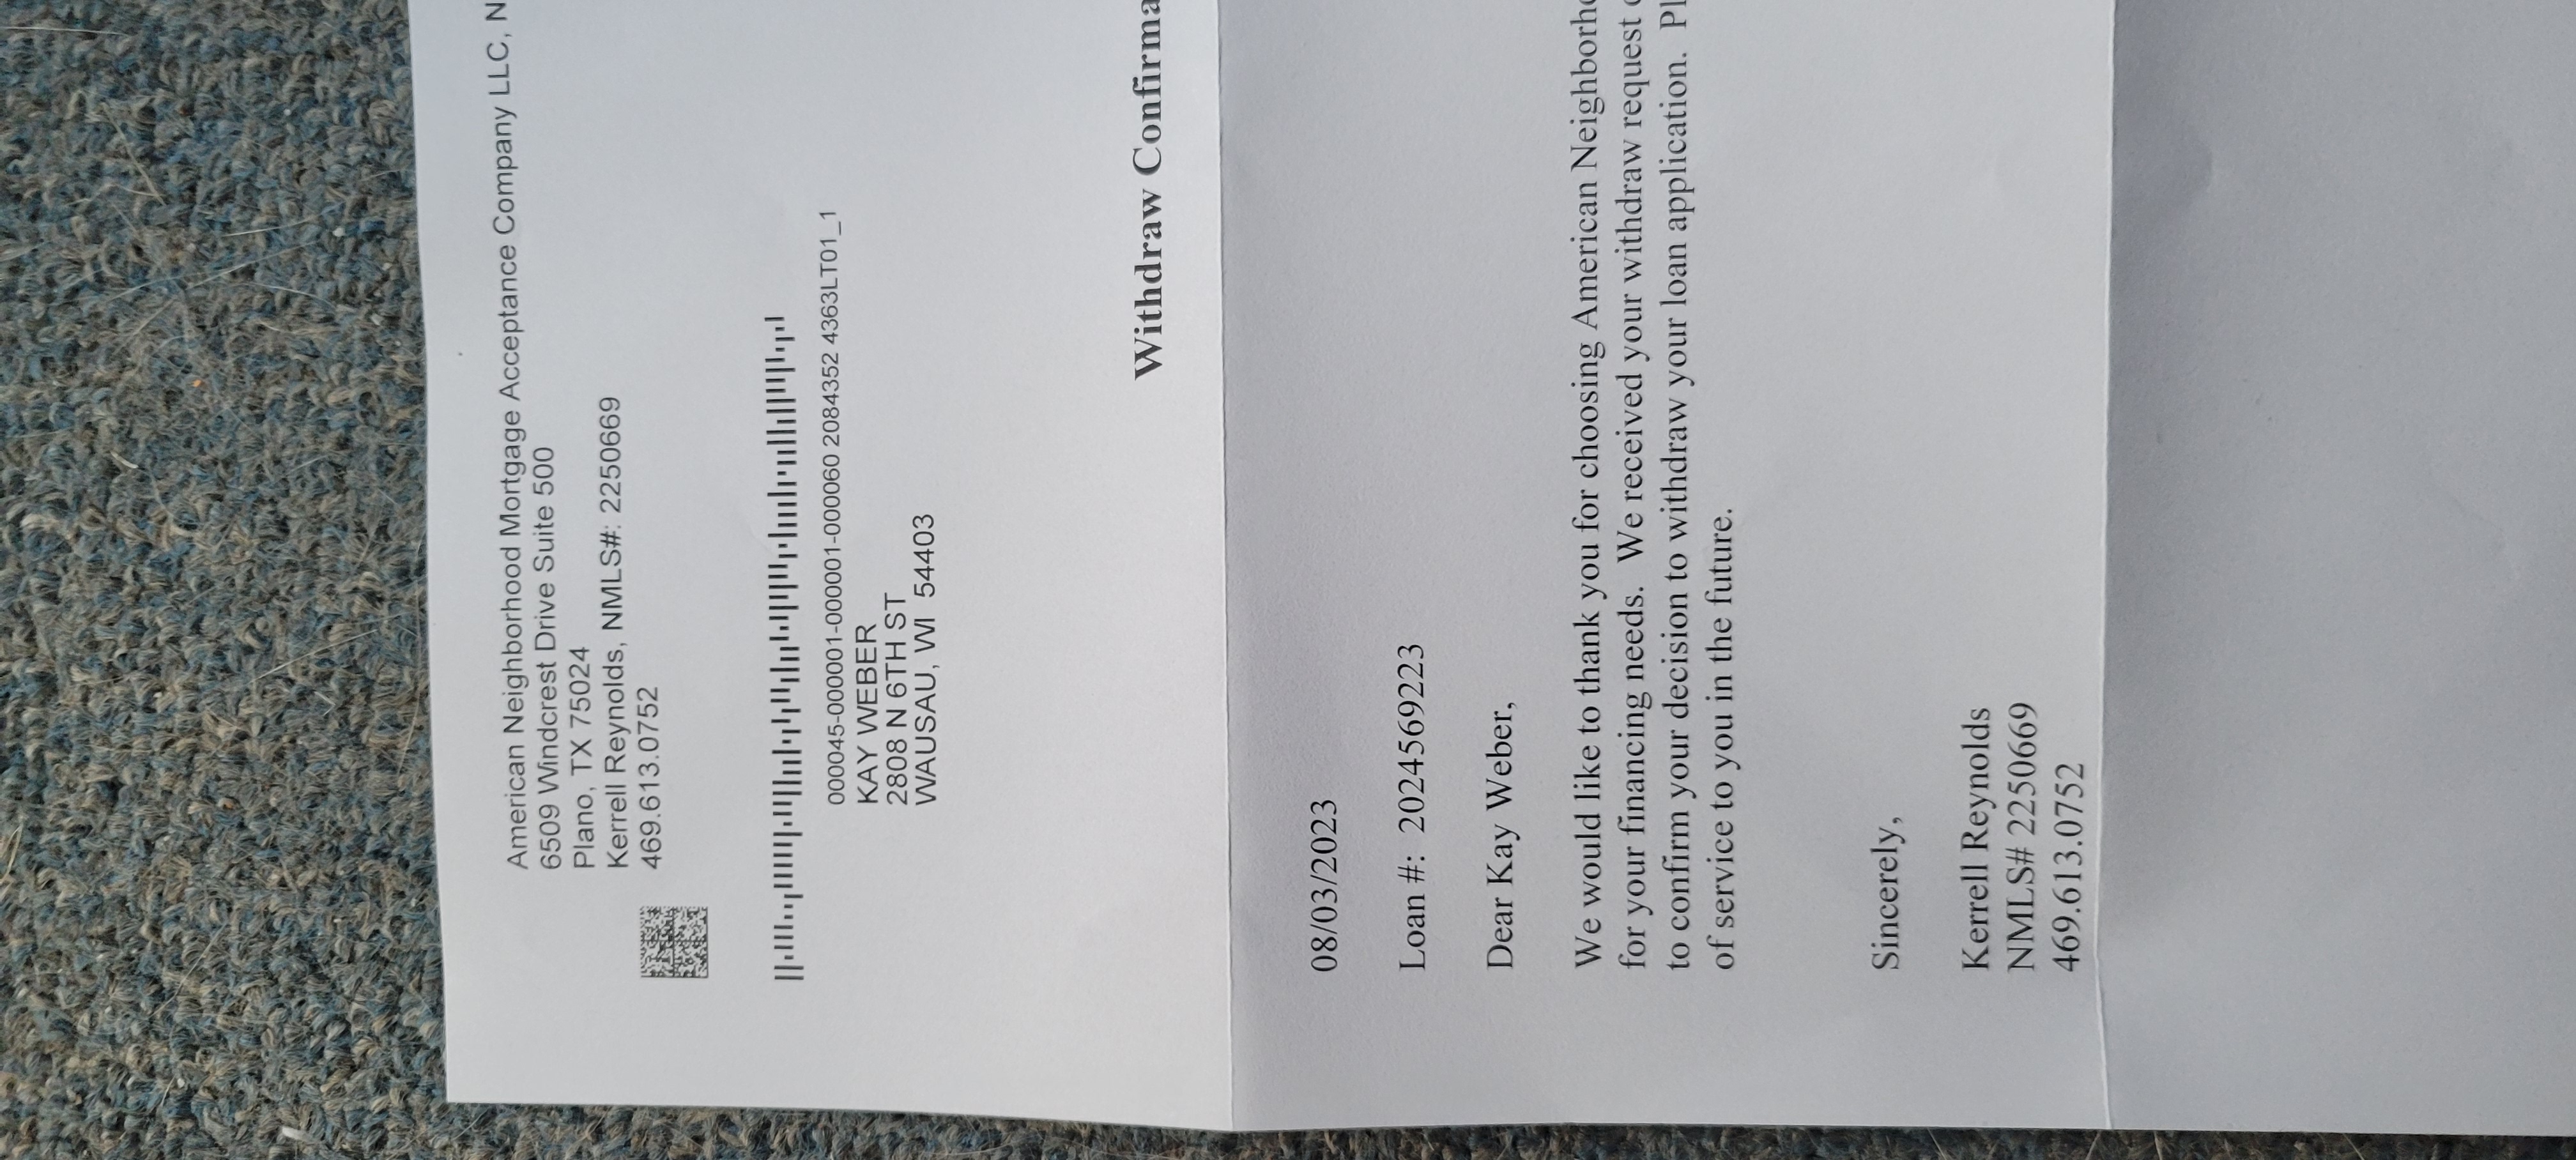 American Neighborhood Mortgage Acceptance Company LLC, N
6509 Windcrest Drive Suite 500
Plano, TX 75024
Kerrell Reynolds, NMLS#: 2250669
469.613.0752
000045-000001-000001-000060 2084352 4363LT01_1
KAY WEBER
2808 N 6TH ST
WAUSAU, WI 54403
Withdraw Confirma
08/03/2023
Loan #: 2024569223
Dear Kay Weber,
We would like to thank you for choosing American Neighborho
for your financing needs. We received your withdraw request
to confirm your decision to withdraw your loan application. Pl
of service to you in the future.
Sincerely,
Kerrell Reynolds
NMLS# 2250669
469.613.0752